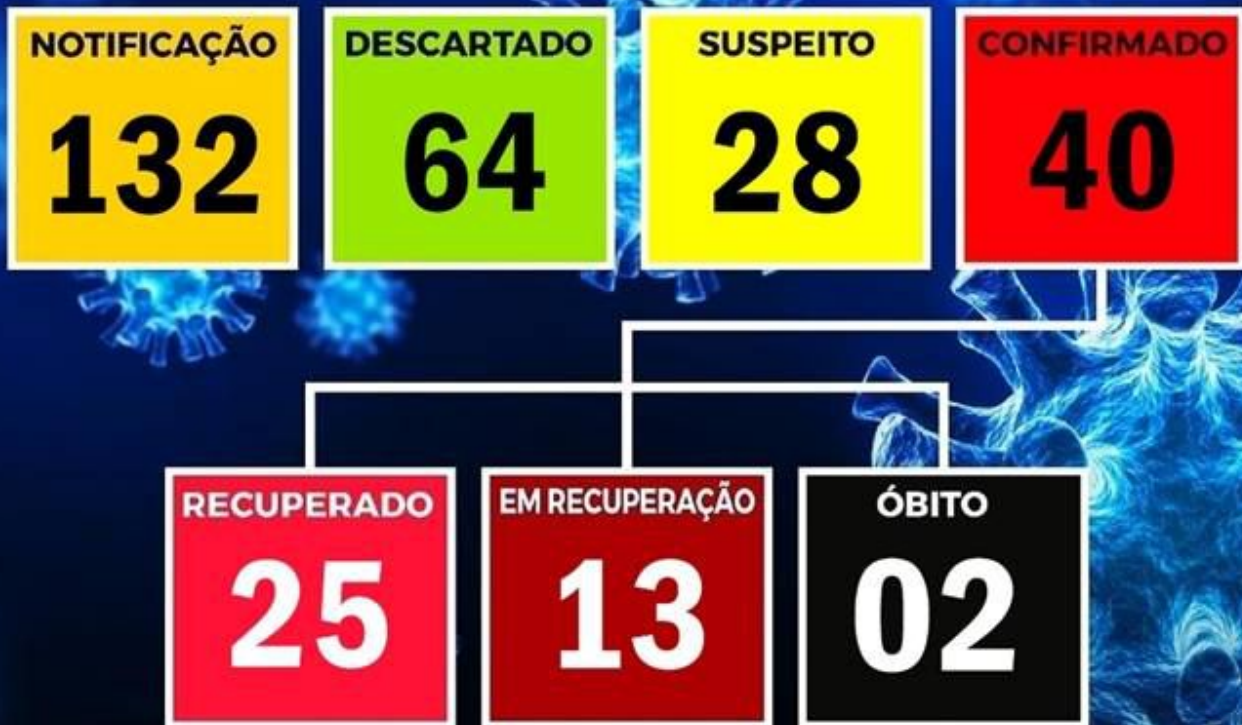 NOTIFICAÇÃO
132
DESCARTADO
64
SUSPEITO
28
CONFIRMADO
40
RECUPERADO
25
EM RECUPERAÇÃO
13
ÓBITO
02